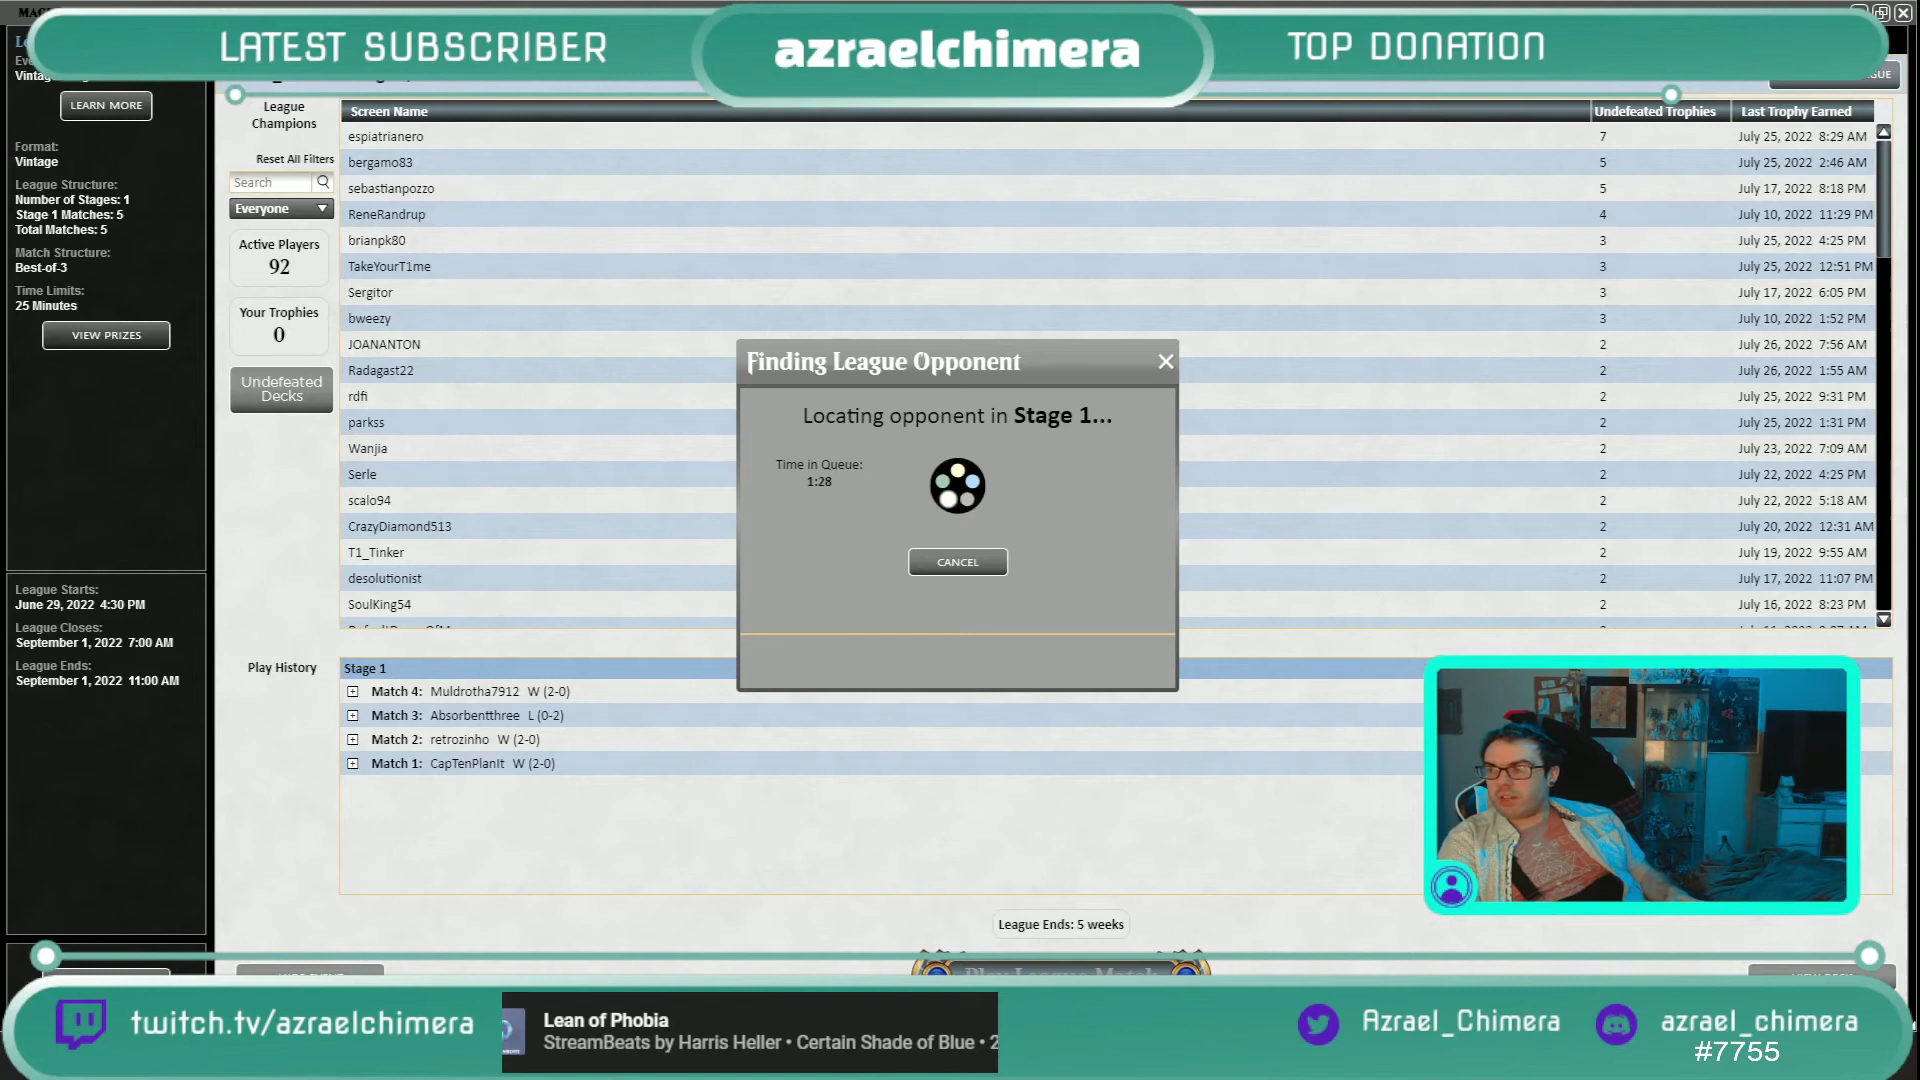 LATEST SUBSCRIBER
azraelchimera
TOP DONATION
LEARN MORE
Format:
Vintage
League Structure:
Number of Stages: 1
Stage 1 Matches: 5
Total Matches: 5
Match Structure:
Best-of-3
Time Limits:
25 Minutes
VIEW PRIZES
League Starts:
June 29, 2022 4:30 PM
League Closes:
September 1, 2022 7:00 AM
League Ends:
September 1, 2022 11:00 AM
League
Champions
Reset All Filters
Search
Everyone
Active Players
92
Your Trophies
0
Undefeated
Decks
Screen Name Undefeated Trophies Last Trophy Earned
espiatrianero 7 July 25, 2022 8:29 AM
bergamo83 5 July 25, 2022 2:46 AM
sebastianpozzo 5 July 17, 2022 8:18 PM
ReneRandrup 4 July 10, 2022 11:29 PM
brianpk80 3 July 25, 2022 4:25 PM
TakeYourT1me 3 July 25, 2022 12:51 PM
Sergitor 3 July 17, 2022 6:05 PM
bweezy 3 July 10, 2022 1:52 PM
JOANANTON 2 July 26, 2022 7:56 AM
Radagast22 2 July 26, 2022 1:55 AM
rdfi 2 July 25, 2022 9:31 PM
parkss 2 July 25, 2022 1:31 PM
Wanjia 2 July 23, 2022 7:09 AM
Serle 2 July 22, 2022 4:25 PM
scalo94 2 July 22, 2022 5:18 AM
CrazyDiamond513 2 July 20, 2022 12:31 AM
T1_Tinker 2 July 19, 2022 9:55 AM
desolutionist 2 July 17, 2022 11:07 PM
SoulKing54 2 July 16, 2022 8:23 PM
Finding League Opponent
Locating opponent in Stage 1...
Time in Queue:
1:28
CANCEL
Play History
Stage 1
Match 4: Muldrotha7912 W (2-0)
Match 3: Absorbentthree L (0-2)
Match 2: retrozinho W (2-0)
Match 1: CapTenPlanIt W (2-0)
League Ends: 5 weeks
Play League Match
twitch.tv/azraelchimera
Lean of Phobia
StreamBeats by Harris Heller • Certain Shade of Blue • 2
Azrael_Chimera
azrael_chimera
#7755